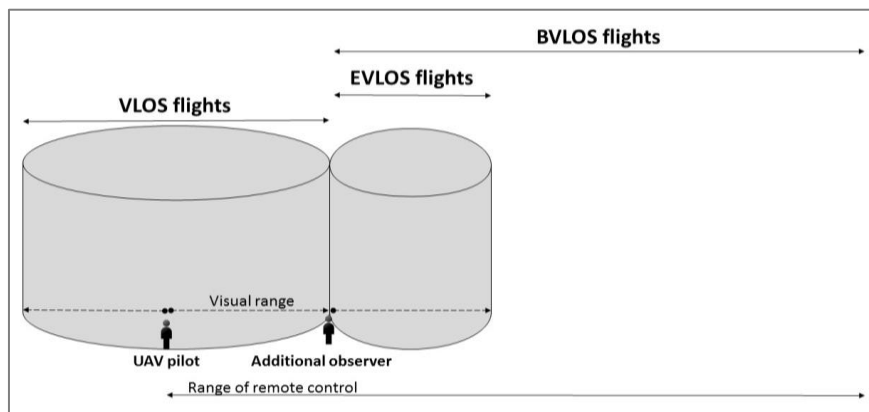 BVLOS flights
EVLOS flights
VLOS flights
Visual range
UAV pilot
Additional observer
Range of remote control